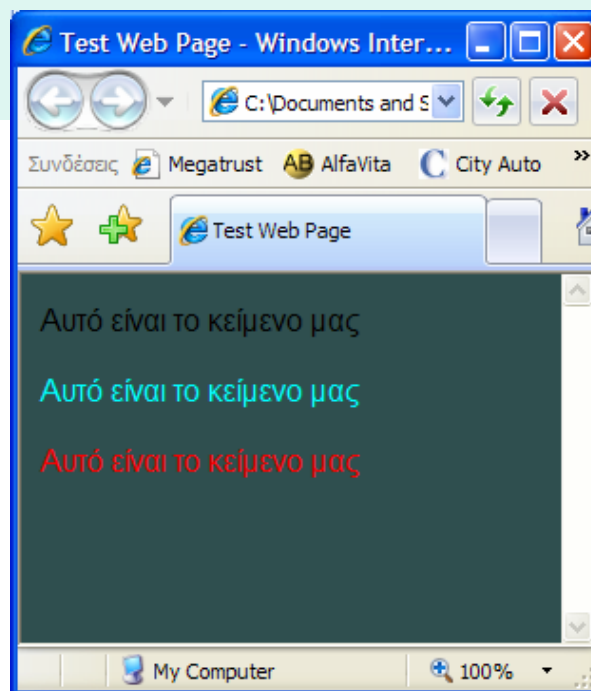 Test Web Page - Windows Inter...
C:\Documents and S
Συνδέσεις Megatrust AB AlfaVita C City Auto »
Test Web Page
Αυτό είναι το κείμενο μας
Αυτό είναι το κείμενο μας
Αυτό είναι το κείμενο μας
My Computer 100%